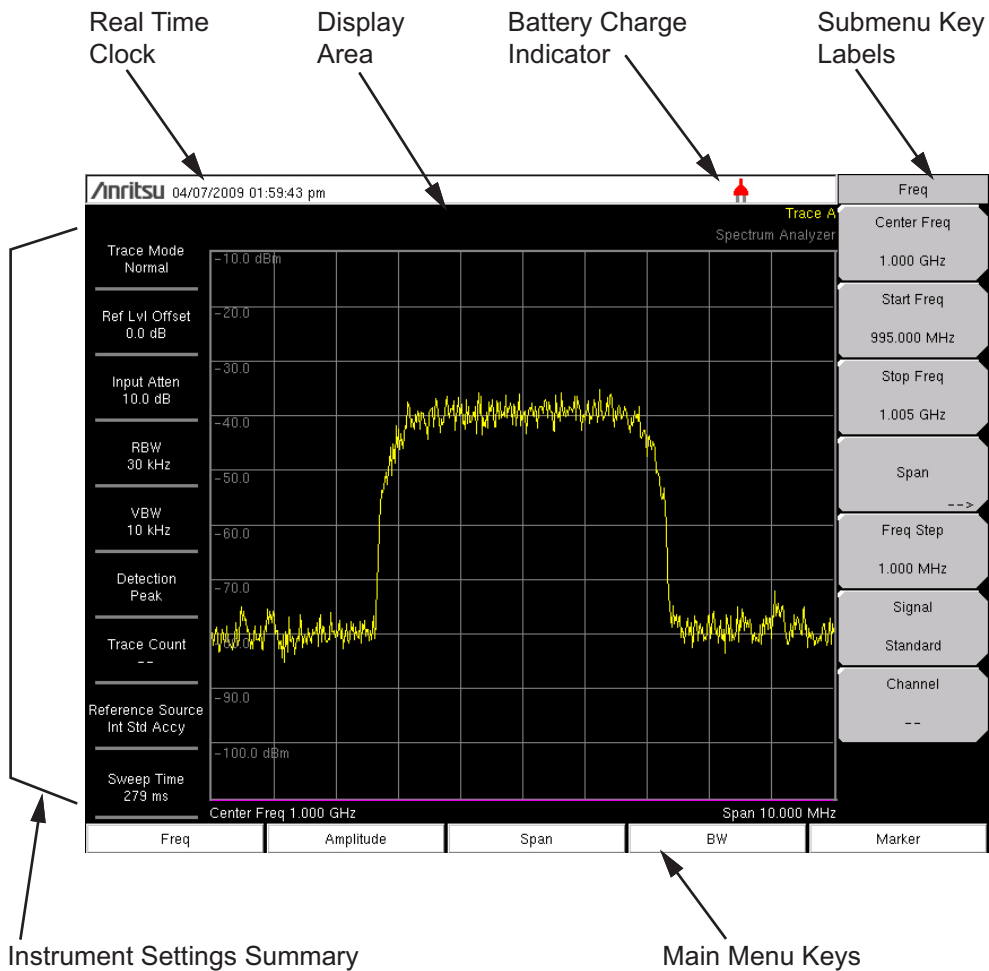 Real Time
Clock
Display
Area
Battery Charge
Indicator
Submenu Key
Labels
Anritsu 04/07/2009 01:59:43 pm
Trace A
Spectrum Analyzer
Trace Mode
Normal
Ref Lvl Offset
0.0 dB
Input Atten
10.0 dB
RBW
30 kHz
VBW
10 kHz
Detection
Peak
Trace Count
--
Reference Source
Int Std Accy
Sweep Time
279 ms
-10.0 dBm
-20.0
-30.0
-40.0
-50.0
-60.0
-70.0
-80.0
-90.0
-100.0 dBm
Center Freq 1.000 GHz
Span 10.000 MHz
Freq
Center Freq
1.000 GHz
Start Freq
995.000 MHz
Stop Freq
1.005 GHz
Span
-->
Freq Step
1.000 MHz
Signal
Standard
Channel
--
Freq
Amplitude
Span
BW
Marker
Instrument Settings Summary
Main Menu Keys